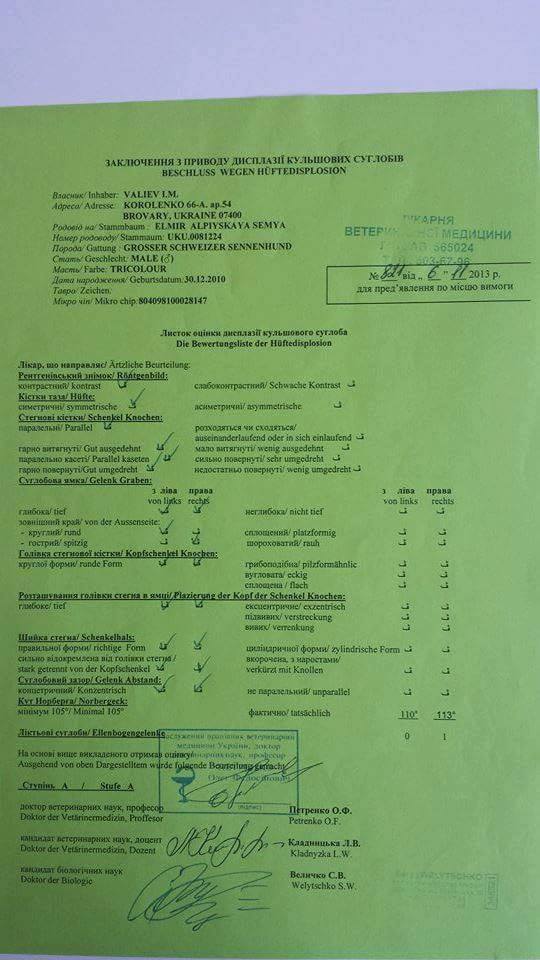 ЗАКЛЮЧЕННЯ З ПРИВОДУ ДИСПЛАЗІЇ КУЛЬШОВИХ СУГЛОБІВ
BESCHLUSS WEGEN HÜFTEDISPLOSION
Власник/ Inhaber: VALIEV I.M.
Адреса/ Adresse: KOROLENKO 66-A. ap.54
BROVARY, UKRAINE 07400
Родовід на/ Stammbaum : ELMIR ALPIYSKAYA SEMYA
Номер родоводу/ Stammaum: UKU.0081224
Порода/ Gattung : GROSSER SCHWEIZER SENNENHUND
Стать/ Geschlecht: MALE (♂)
Масть/ Farbe: TRICOLOUR
Дата народження/ Geburtsdatum:30.12.2010
Тавро/ Zeichen:
Мікро чіп/ Mikro chip:804098100028147
ЛІКАРНЯ
ВЕТЕРИНАРНОЇ МЕДИЦИНИ
565024
503-62-96
№ 821 від „ 6 " 11 2013 р.
для пред'явлення по місцю вимоги
Листок оцінки дисплазії кульшового суглоба
Die Bewertungsliste der Hüftedisplosion
Лікар, що направляє/ Ärztliche Beurteilung:
Рентгенівський знімок/ Röntgenbild:
контрастний/ kontrast слабоконтрастний/ Schwache Kontrast
Кістки таза/ Hüfte:
симетричні/ symmetrische асиметричні/ asymmetrische
Стегнові кістки/ Schenkel Knochen:
паралельні/ Parallel розходяться чи сходяться/
auseinanderlaufend oder in sich einlaufend
гарно витягнуті/ Gut ausgedehnt мало витягнуті/ wenig ausgedehnt
паралельно касеті/ Parallel kaseten сильно повернуті/ sehr umgedreht
гарно повернуті/Gut umgedreht недостатньо повернуті/ wenig umgedreht
Суглобова ямка/ Gelenk Graben:
з ліва права з ліва права
von links rechts von links rechts
глибока/ tief неглибока/ nicht tief
зовнішний край/ von der Aussenseite:
- круглий/ rund сплощений/ platzformig
- гострий/ spitzig шороховатий/ rauh
Голівка стегнової кістки/ Kopfschenkel Knochen:
круглої форми/ runde Form грибоподібна/ pilzformähnlic
вугловата/ eckig
сплощена / flach
Розташування голівки стегна в ямці/Plazierung der Kopf der Schenkel Knochen:
глибоке/ tief ексцентричне/ exzentrisch
підвивих/ verstreckung
вивих/ verrenkung
Шийка стегна/ Schenkelhals:
правильної форми/ richtige Form циліндричної форми/ zylindrische Form
сильно відокремлена від голівки стегна/ вкорочена, з наростами/
stark getrennt von der Kopfschenkel verkürzt mit Knollen
Суглобовий зазор/ Gelenk Abstand:
концентричний/ Konzentrisch не паралельний/ unparallel
Кут Норберга/ Norbergeck:
мінімум 105°/ Minimal 105° фактично/ tatsächlich 110° 113°
Ліктьові суглоби/ Ellenbogengelenke 0 1
На основі вище викладеного отримав оцінку/
Ausgehend von oben Dargestelltem wurde folgende Beurteilung gemacht
заслужений працівник ветеринарної
медицини України, доктор
наук, професор
Олег Федосійович
(підпис)
Ступінь А / Stufe A
доктор ветеринарних наук, професор Петренко О.Ф.
Doktor der Vetärinermedizin, Proffesor Petrenko O.F.
кандидат ветеринарних наук, доцент Кладницька Л.В.
Doktor der Vetärinermedizin, Dozent Kladnyzka L.W.
кандидат біологічних наук Величко С.В.
Doktor der Biologie Welytschko S.W.
WELYTSCHKO